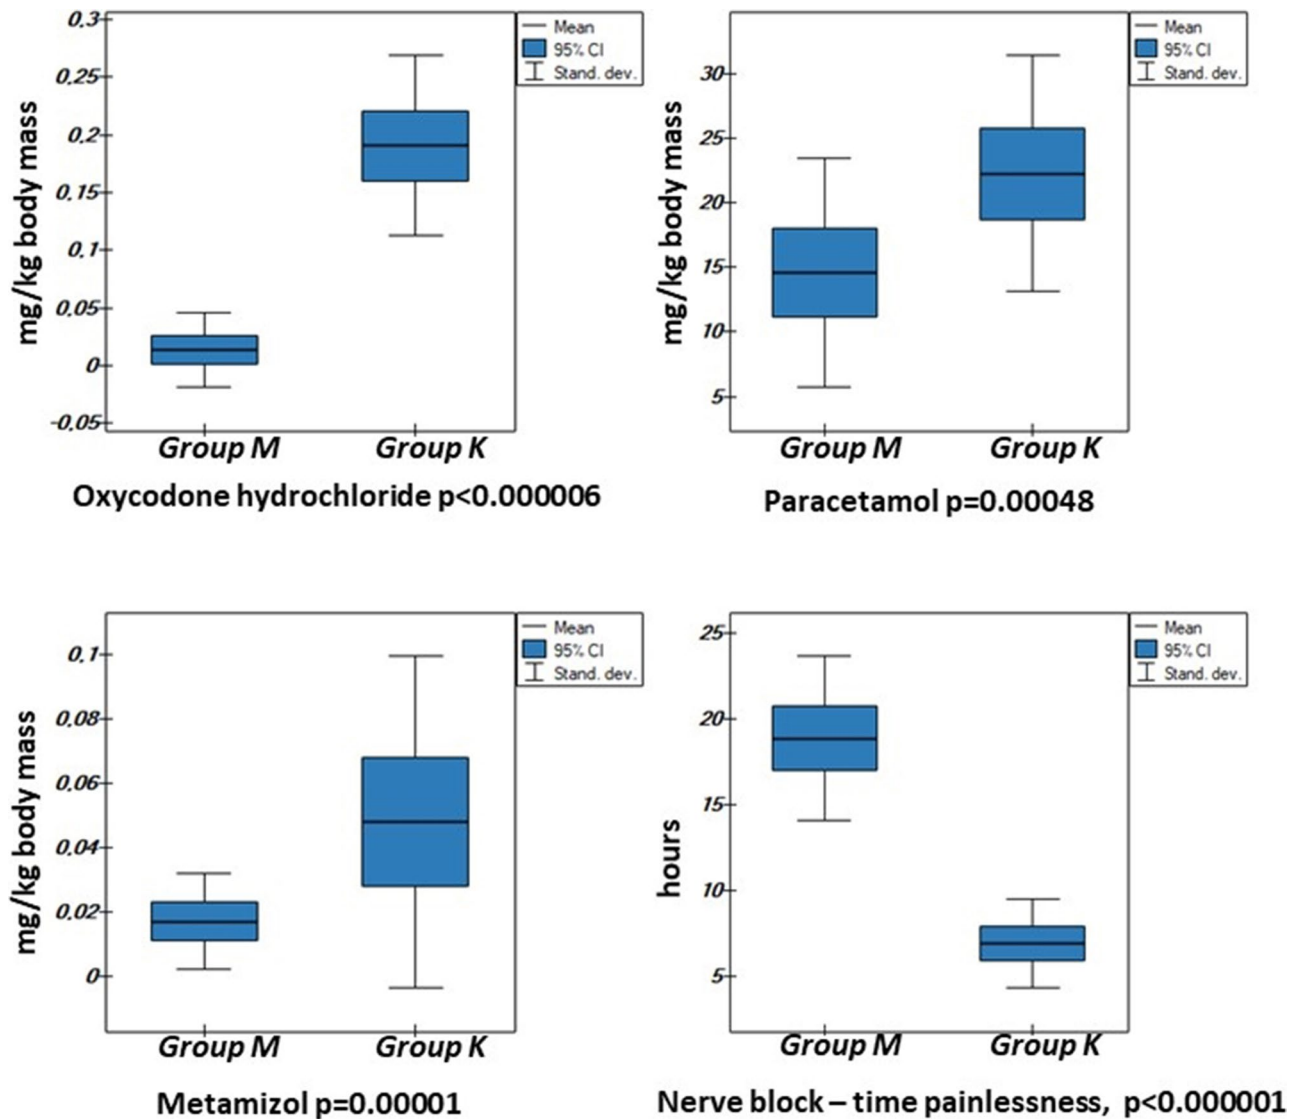 0,3
0,25
0,2
0,15
0,1
0,05
0
-0,05
mg/kg body mass
Mean
95% CI
Stand. dev.
Group M Group K
Oxycodone hydrochloride p<0.000006
30
25
20
15
10
5
mg/kg body mass
Mean
95% CI
Stand. dev.
Group M Group K
Paracetamol p=0.00048
0,1
0,08
0,06
0,04
0,02
0
mg/kg body mass
Mean
95% CI
Stand. dev.
Group M Group K
Metamizol p=0.00001
25
20
15
10
5
hours
Mean
95% CI
Stand. dev.
Group M Group K
Nerve block – time painlessness, p<0.000001